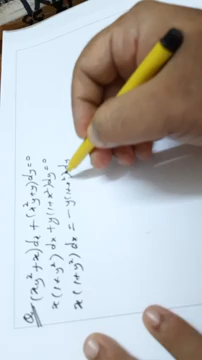 Q (xy²+x)dx + (x²y+y)dy=0
x(1+y²)dx+y(1+x²)dy=0
x(1+y²)dx = -y(1+x²)dy